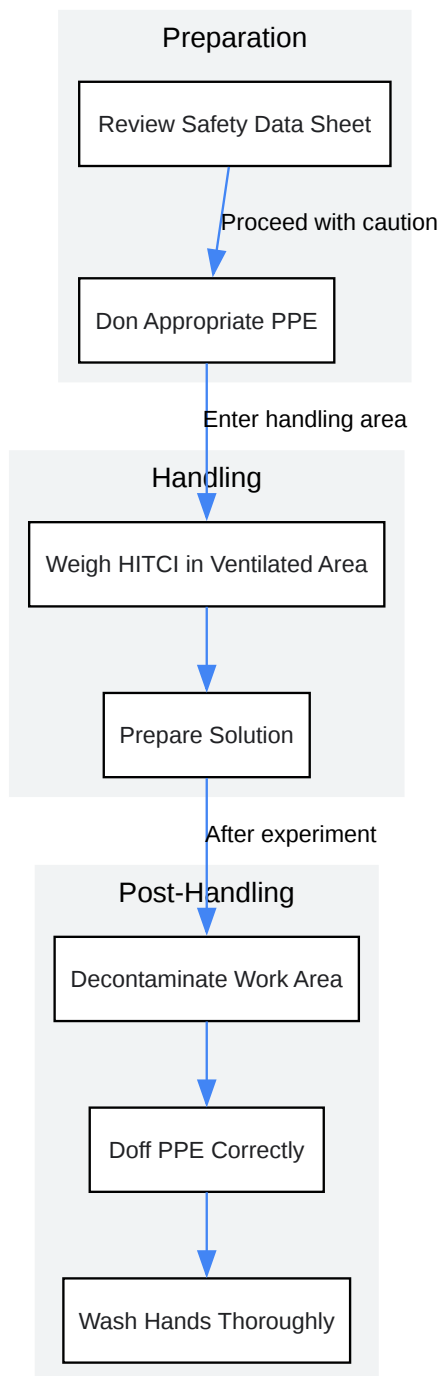 Preparation
Review Safety Data Sheet
Proceed with caution
Don Appropriate PPE
Enter handling area
Handling
Weigh HITCI in Ventilated Area
Prepare Solution
After experiment
Post-Handling
Decontaminate Work Area
Doff PPE Correctly
Wash Hands Thoroughly